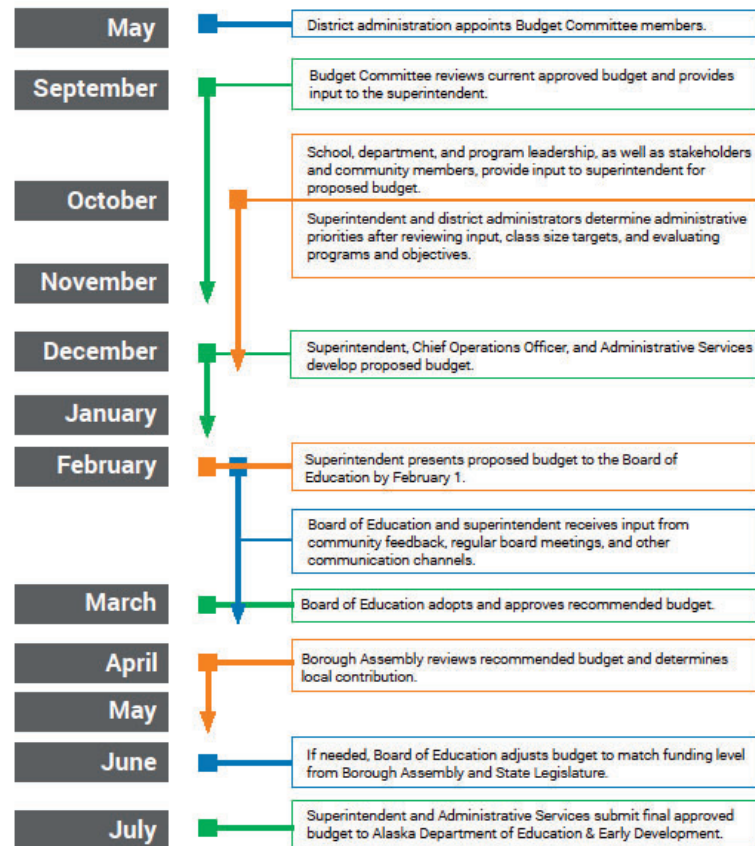 May
District administration appoints Budget Committee members.
September
Budget Committee reviews current approved budget and provides
input to the superintendent.
October
School, department, and program leadership, as well as stakeholders
and community members, provide input to superintendent for
proposed budget.
Superintendent and district administrators determine administrative
priorities after reviewing input, class size targets, and evaluating
programs and objectives.
November
December
Superintendent, Chief Operations Officer, and Administrative Services
develop proposed budget.
January
February
Superintendent presents proposed budget to the Board of
Education by February 1.
Board of Education and superintendent receives input from
community feedback, regular board meetings, and other
communication channels.
March
Board of Education adopts and approves recommended budget.
April
Borough Assembly reviews recommended budget and determines
local contribution.
May
June
If needed, Board of Education adjusts budget to match funding level
from Borough Assembly and State Legislature.
July
Superintendent and Administrative Services submit final approved
budget to Alaska Department of Education & Early Development.